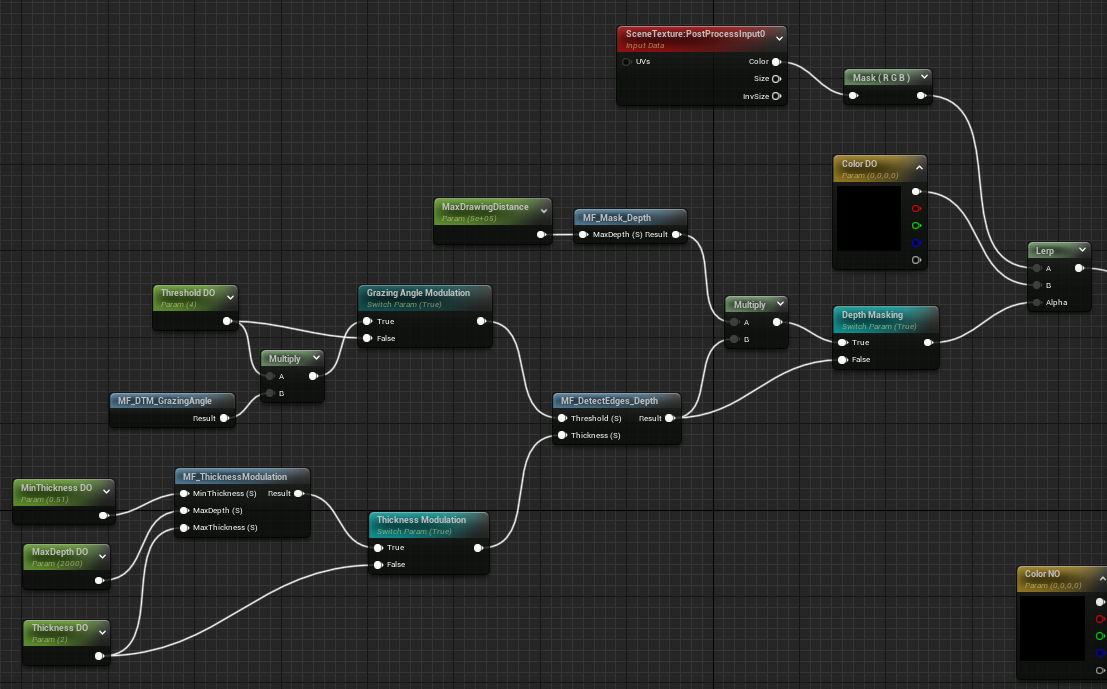 SceneTexture:PostProcessInput0
Input Data
UVs
Color
Size
InvSize
Mask ( R G B )
Color DO
Param (0,0,0,0)
MaxDrawingDistance
Param (5e+05)
MF_Mask_Depth
MaxDepth (S) Result
Lerp
A
B
Alpha
Threshold DO
Param (4)
Grazing Angle Modulation
Switch Param (True)
True
False
Multiply
A
B
Depth Masking
Switch Param (True)
True
False
Multiply
A
B
MF_DTM_GrazingAngle
Result
MF_DetectEdges_Depth
Threshold (S) Result
Thickness (S)
MF_ThicknessModulation
MinThickness (S) Result
MaxDepth (S)
MaxThickness (S)
MinThickness DO
Param (0.51)
Thickness Modulation
Switch Param (True)
True
False
MaxDepth DO
Param (2000)
Thickness DO
Param (2)
Color NO
Param (0,0,0,0)